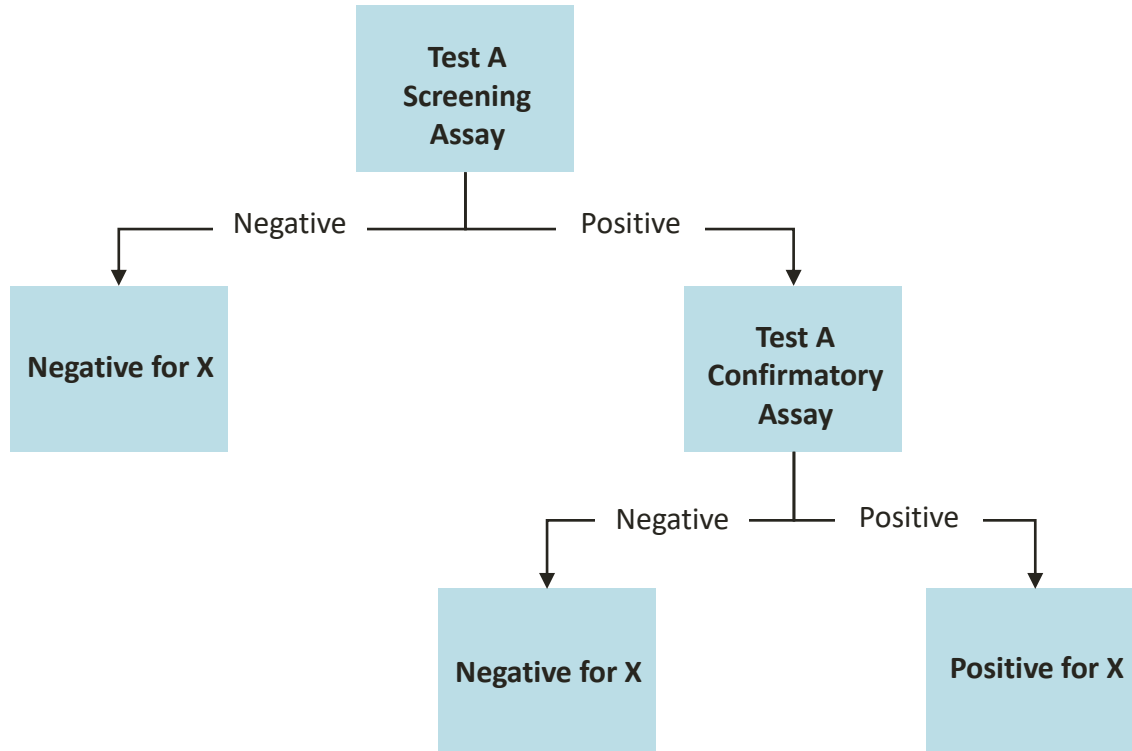 Test A
Screening
Assay
Negative
Positive
Negative for X
Test A
Confirmatory
Assay
Negative
Positive
Negative for X
Positive for X